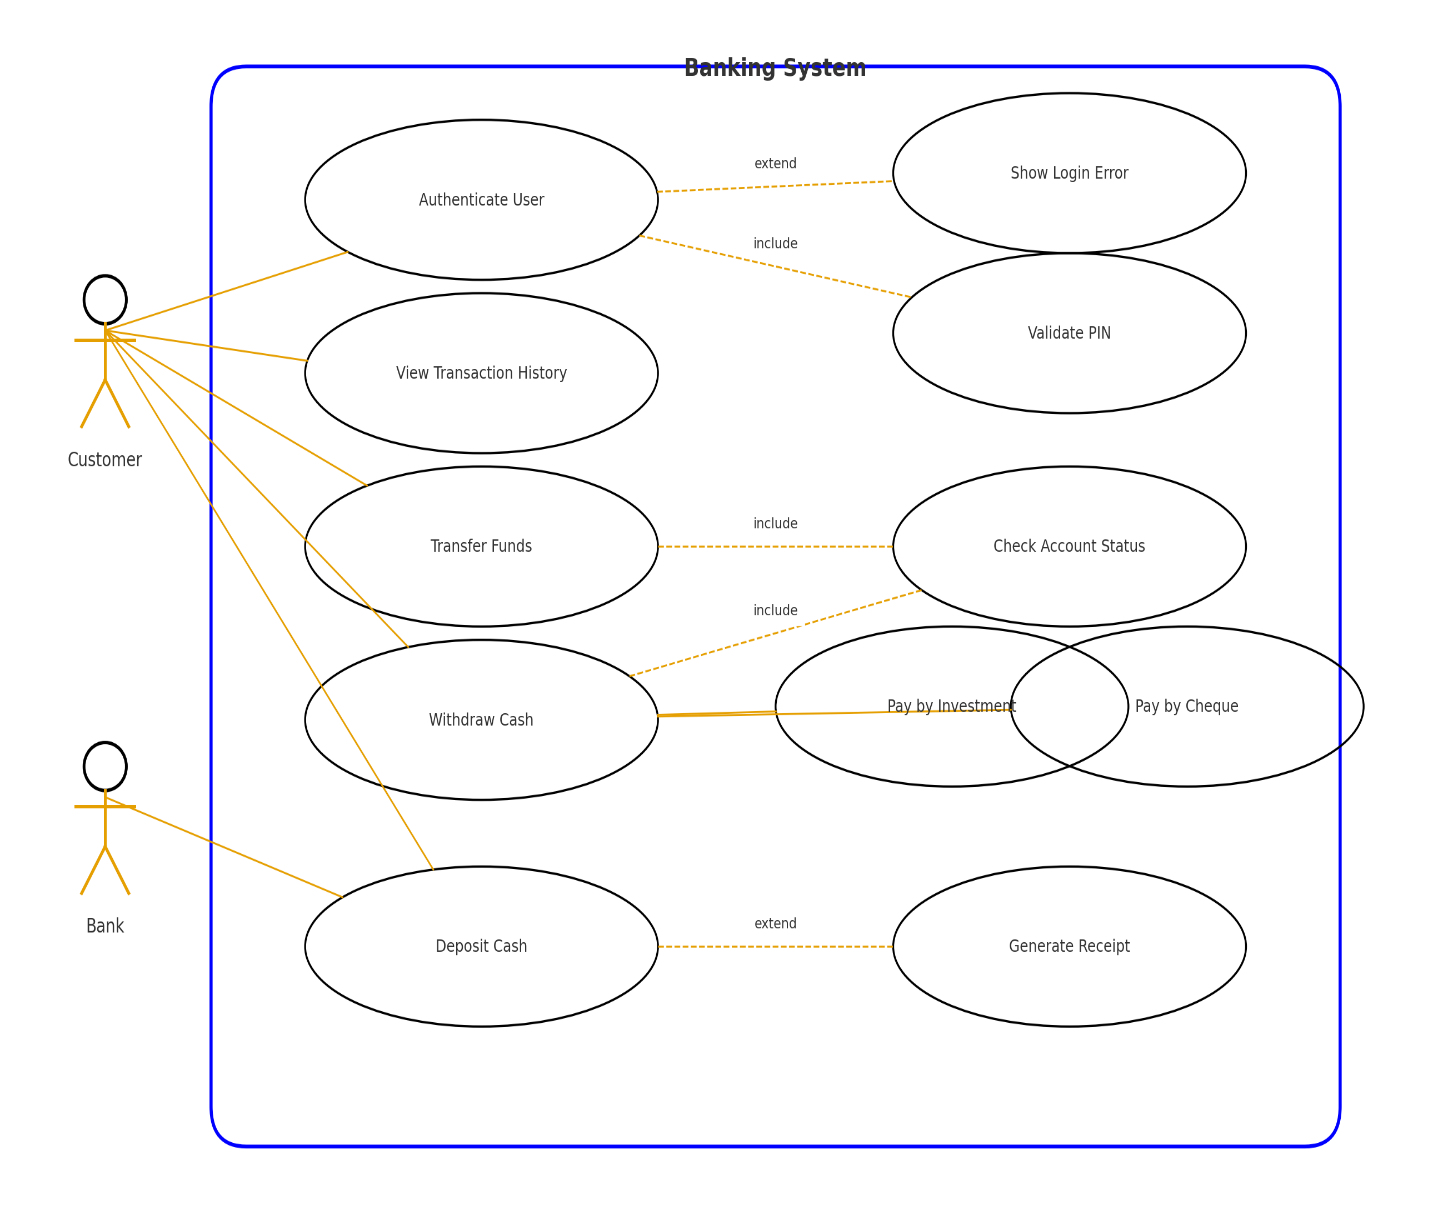 Banking System
Authenticate User
extend
Show Login Error
include
Validate PIN
View Transaction History
Customer
Transfer Funds
include
Check Account Status
include
Withdraw Cash
Pay by Investment
Pay by Cheque
Bank
Deposit Cash
extend
Generate Receipt